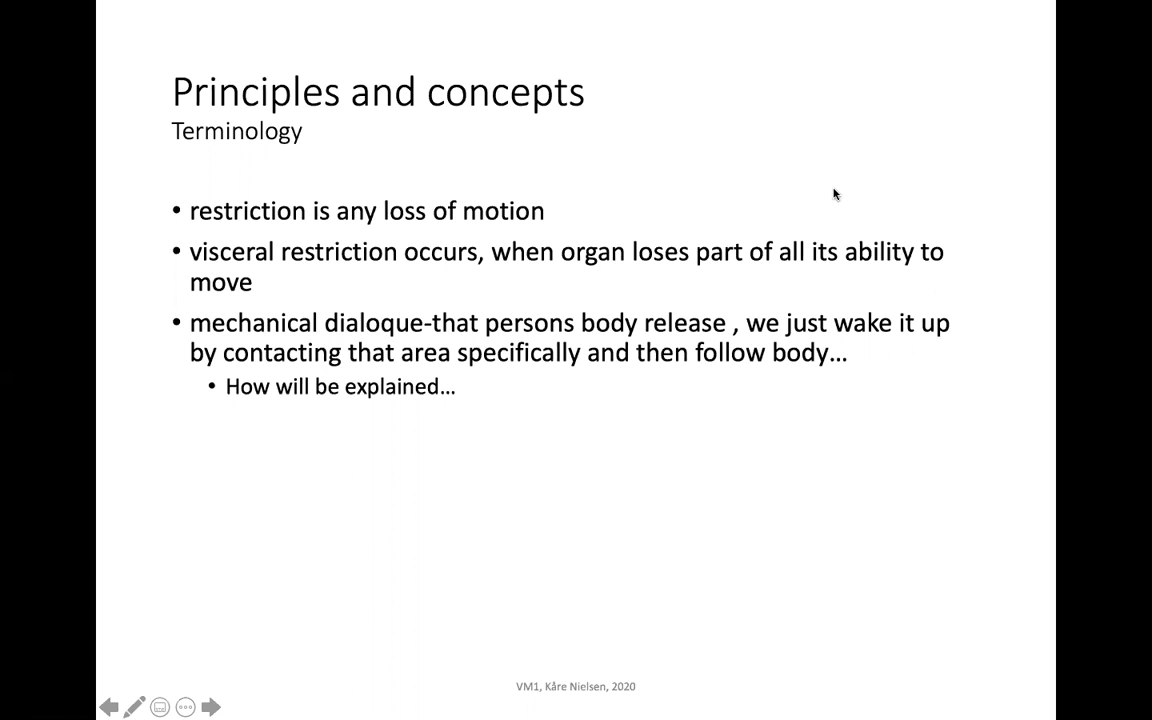 Principles and concepts
Terminology
• restriction is any loss of motion
• visceral restriction occurs, when organ loses part of all its ability to
move
• mechanical dialoque-that persons body release , we just wake it up
by contacting that area specifically and then follow body...
• How will be explained...
VM1, Kåre Nielsen, 2020